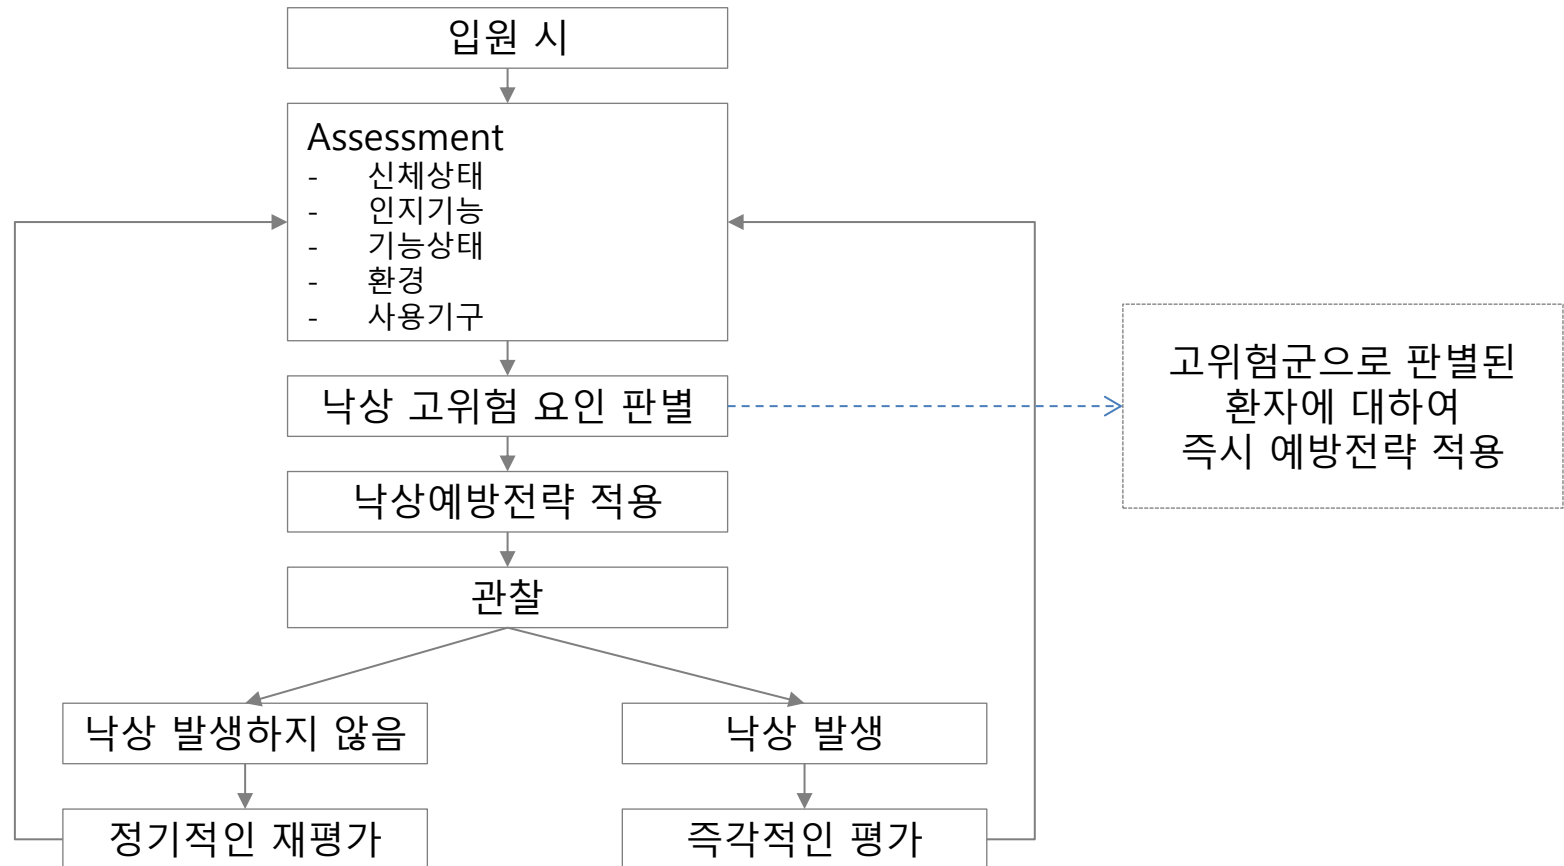 입원 시
Assessment
- 신체상태
- 인지기능
- 기능상태
- 환경
- 사용기구
낙상 고위험 요인 판별
고위험군으로 판별된
환자에 대하여
즉시 예방전략 적용
낙상예방전략 적용
관찰
낙상 발생하지 않음
낙상 발생
정기적인 재평가
즉각적인 평가